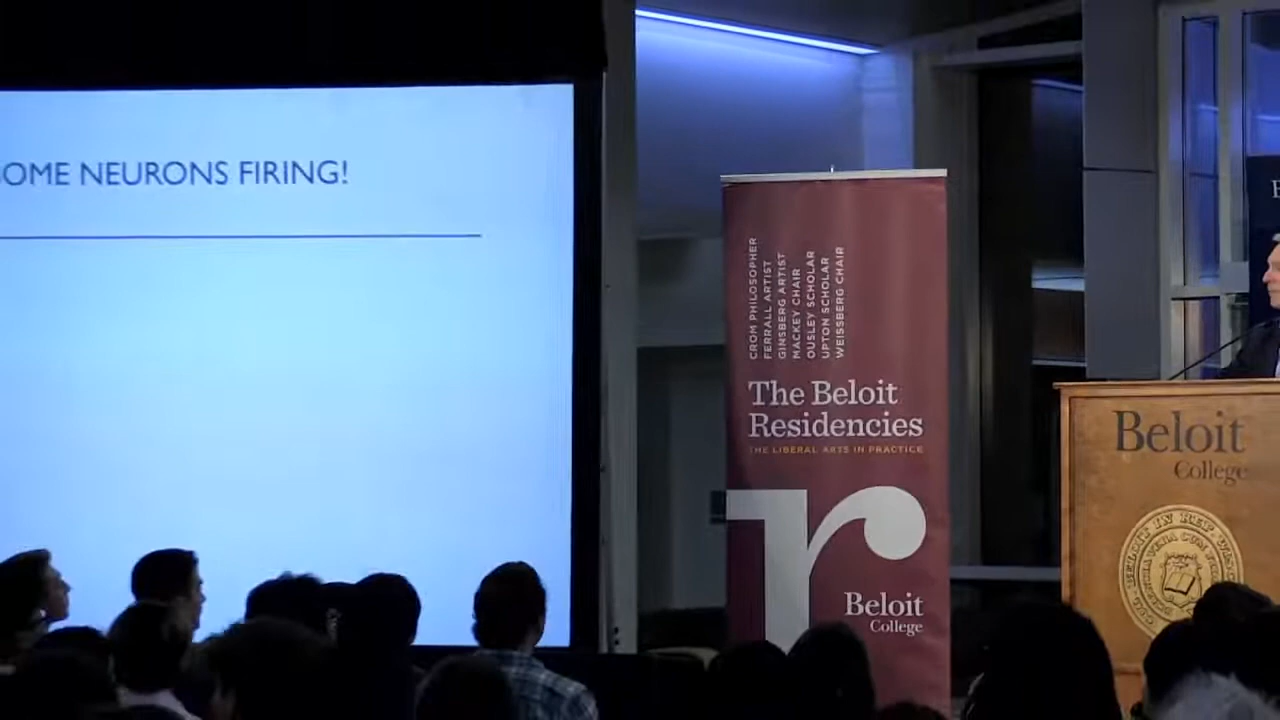 OME NEURONS FIRING!
CROM PHILOSOPHER
FERRALL ARTIST
GINSBERG ARTIST
MACKEY CHAIR
OUSLEY SCHOLAR
UPTON SCHOLAR
WEISSBERG CHAIR
The Beloit
Residencies
THE LIBERAL ARTS IN PRACTICE
r
Beloit
College
Beloit
College